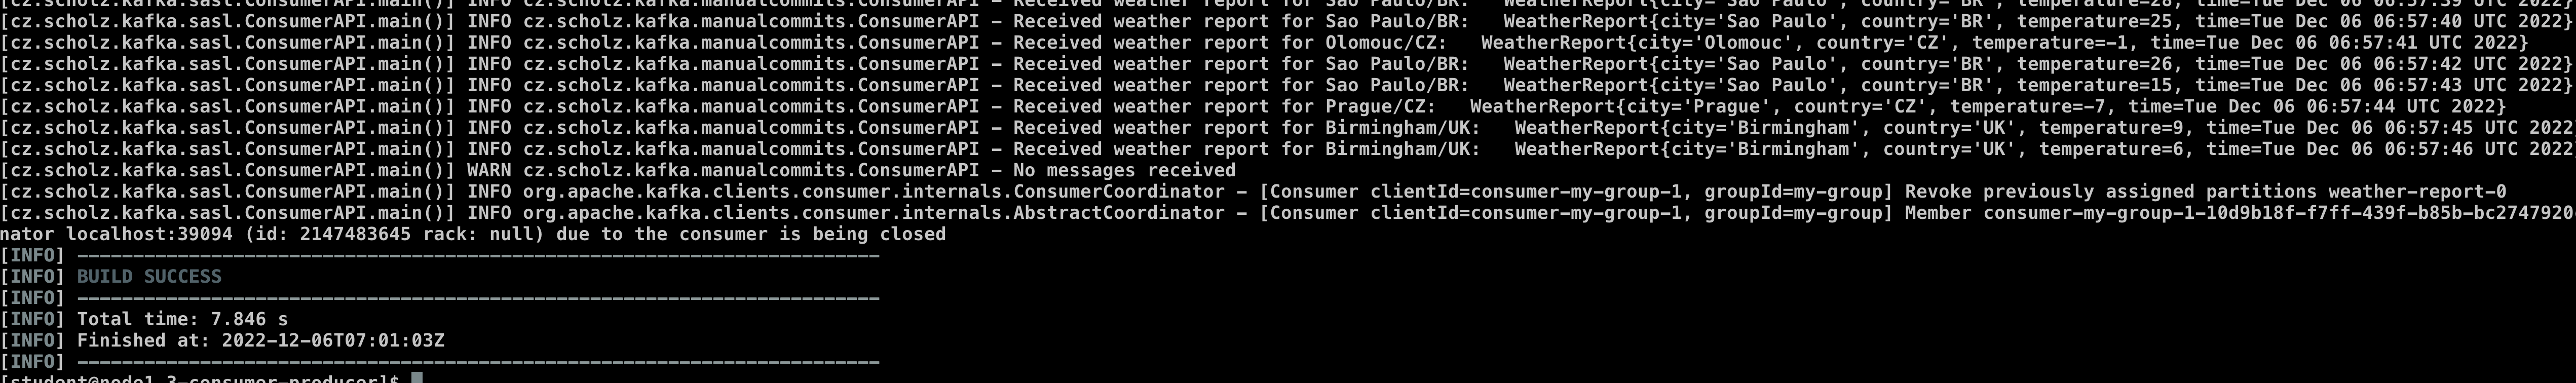 [cz.scholz.kafka.sasl.ConsumerAPI.main()] INFO cz.scholz.kafka.manualcommits.ConsumerAPI - Received weather report for Sao Paulo/BR:   WeatherReport{city='Sao Paulo', country='BR', temperature=28, time=Tue Dec 06 06:57:39 UTC 2022}
[cz.scholz.kafka.sasl.ConsumerAPI.main()] INFO cz.scholz.kafka.manualcommits.ConsumerAPI - Received weather report for Sao Paulo/BR:   WeatherReport{city='Sao Paulo', country='BR', temperature=25, time=Tue Dec 06 06:57:40 UTC 2022}
[cz.scholz.kafka.sasl.ConsumerAPI.main()] INFO cz.scholz.kafka.manualcommits.ConsumerAPI - Received weather report for Olomouc/CZ:   WeatherReport{city='Olomouc', country='CZ', temperature=-1, time=Tue Dec 06 06:57:41 UTC 2022}
[cz.scholz.kafka.sasl.ConsumerAPI.main()] INFO cz.scholz.kafka.manualcommits.ConsumerAPI - Received weather report for Sao Paulo/BR:   WeatherReport{city='Sao Paulo', country='BR', temperature=26, time=Tue Dec 06 06:57:42 UTC 2022}
[cz.scholz.kafka.sasl.ConsumerAPI.main()] INFO cz.scholz.kafka.manualcommits.ConsumerAPI - Received weather report for Sao Paulo/BR:   WeatherReport{city='Sao Paulo', country='BR', temperature=15, time=Tue Dec 06 06:57:43 UTC 2022}
[cz.scholz.kafka.sasl.ConsumerAPI.main()] INFO cz.scholz.kafka.manualcommits.ConsumerAPI - Received weather report for Prague/CZ:   WeatherReport{city='Prague', country='CZ', temperature=-7, time=Tue Dec 06 06:57:44 UTC 2022}
[cz.scholz.kafka.sasl.ConsumerAPI.main()] INFO cz.scholz.kafka.manualcommits.ConsumerAPI - Received weather report for Birmingham/UK:   WeatherReport{city='Birmingham', country='UK', temperature=9, time=Tue Dec 06 06:57:45 UTC 2022
[cz.scholz.kafka.sasl.ConsumerAPI.main()] INFO cz.scholz.kafka.manualcommits.ConsumerAPI - Received weather report for Birmingham/UK:   WeatherReport{city='Birmingham', country='UK', temperature=6, time=Tue Dec 06 06:57:46 UTC 2022
[cz.scholz.kafka.sasl.ConsumerAPI.main()] WARN cz.scholz.kafka.manualcommits.ConsumerAPI - No messages received
[cz.scholz.kafka.sasl.ConsumerAPI.main()] INFO org.apache.kafka.clients.consumer.internals.ConsumerCoordinator - [Consumer clientId=consumer-my-group-1, groupId=my-group] Revoke previously assigned partitions weather-report-0
[cz.scholz.kafka.sasl.ConsumerAPI.main()] INFO org.apache.kafka.clients.consumer.internals.AbstractCoordinator - [Consumer clientId=consumer-my-group-1, groupId=my-group] Member consumer-my-group-1-10d9b18f-f7ff-439f-b85b-bc2747920
nator localhost:39094 (id: 2147483645 rack: null) due to the consumer is being closed
[INFO] ------------------------------------------------------------------------
[INFO] BUILD SUCCESS
[INFO] ------------------------------------------------------------------------
[INFO] Total time: 7.846 s
[INFO] Finished at: 2022-12-06T07:01:03Z
[INFO] ------------------------------------------------------------------------
[student@node1 3-consumer-producer]$